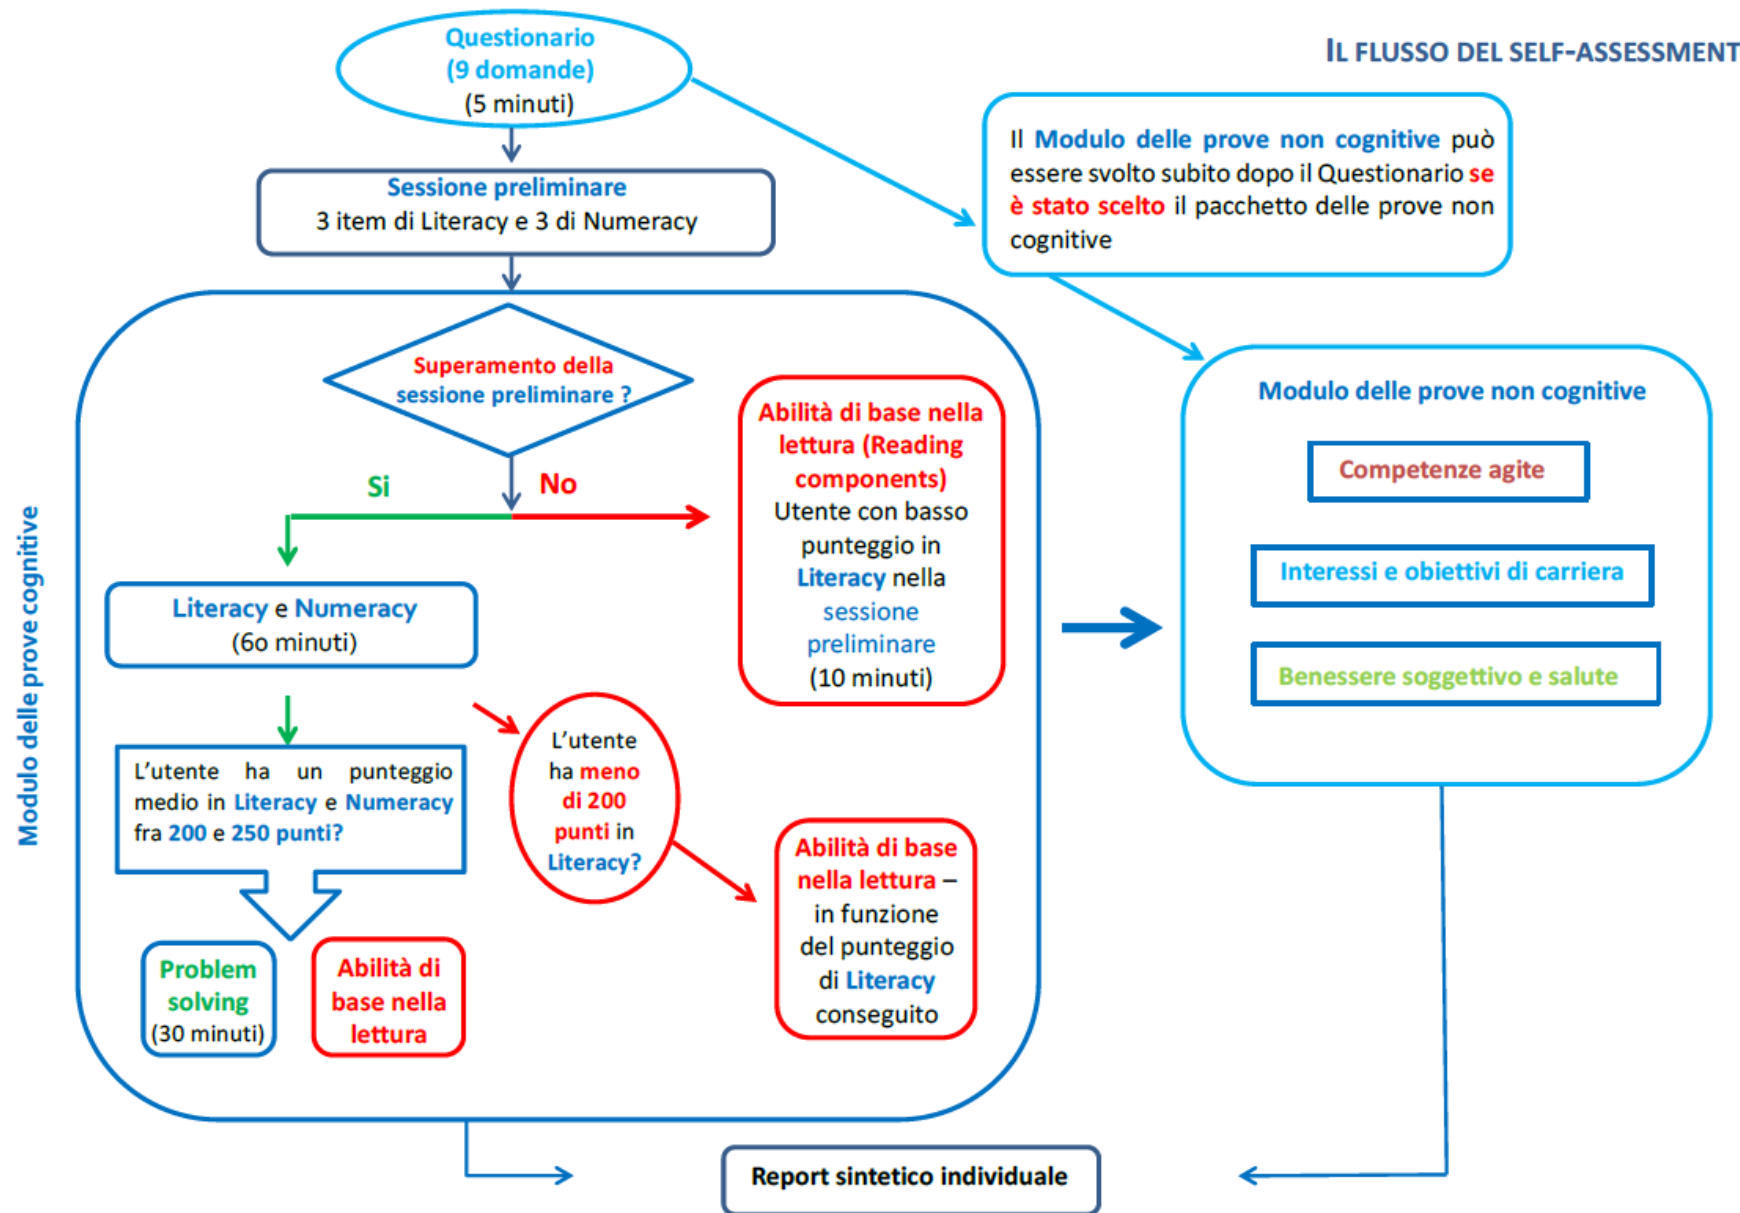 IL FLUSSO DEL SELF-ASSESSMENT
Questionario
(9 domande)
(5 minuti)
Il Modulo delle prove non cognitive può
essere svolto subito dopo il Questionario se
è stato scelto il pacchetto delle prove non
cognitive
Sessione preliminare
3 item di Literacy e 3 di Numeracy
Modulo delle prove cognitive
Superamento della
sessione preliminare ?
Si
No
Abilità di base nella
lettura (Reading
components)
Utente con basso
punteggio in
Literacy nella
sessione
preliminare
(10 minuti)
Literacy e Numeracy
(6o minuti)
L'utente ha un punteggio
medio in Literacy e Numeracy
fra 200 e 250 punti?
L'utente
ha meno
di 200
punti in
Literacy?
Abilità di base
nella lettura –
in funzione
del punteggio
di Literacy
conseguito
Problem
solving
(30 minuti)
Abilità di
base nella
lettura
Modulo delle prove non cognitive
Competenze agite
Interessi e obiettivi di carriera
Benessere soggettivo e salute
Report sintetico individuale